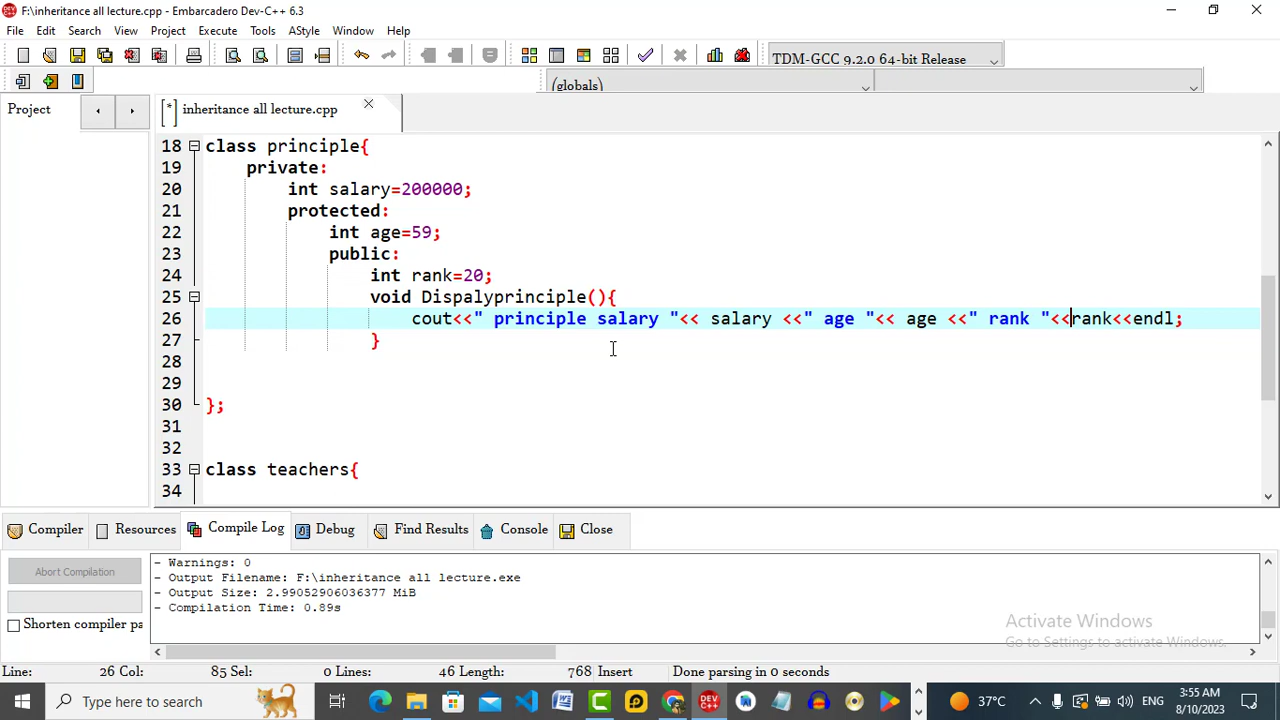 F:\inheritance all lecture.cpp - Embarcadero Dev-C++ 6.3
File Edit Search View Project Execute Tools AStyle Window Help
TDM-GCC 9.2.0 64-bit Release
(globals)
Project
[*] inheritance all lecture.cpp
18 class principle{
19 private:
20 int salary=200000;
21 protected:
22 int age=59;
23 public:
24 int rank=20;
25 void Dispalyprinciple(){
26 cout<<" principle salary "<< salary <<" age "<< age <<" rank "<<rank<<endl;
27 }
28
29
30 };
31
32
33 class teachers{
34
Compiler Resources Compile Log Debug Find Results Console Close
Abort Compilation
Shorten compiler pa
- Warnings: 0
- Output Filename: F:\inheritance all lecture.exe
- Output Size: 2.99052906036377 MiB
- Compilation Time: 0.89s
Activate Windows
Go to Settings to activate Windows.
Line: 26 Col: 85 Sel: 0 Lines: 46 Length: 768 Insert Done parsing in 0 seconds
Type here to search
37°C
ENG
3:55 AM
8/10/2023